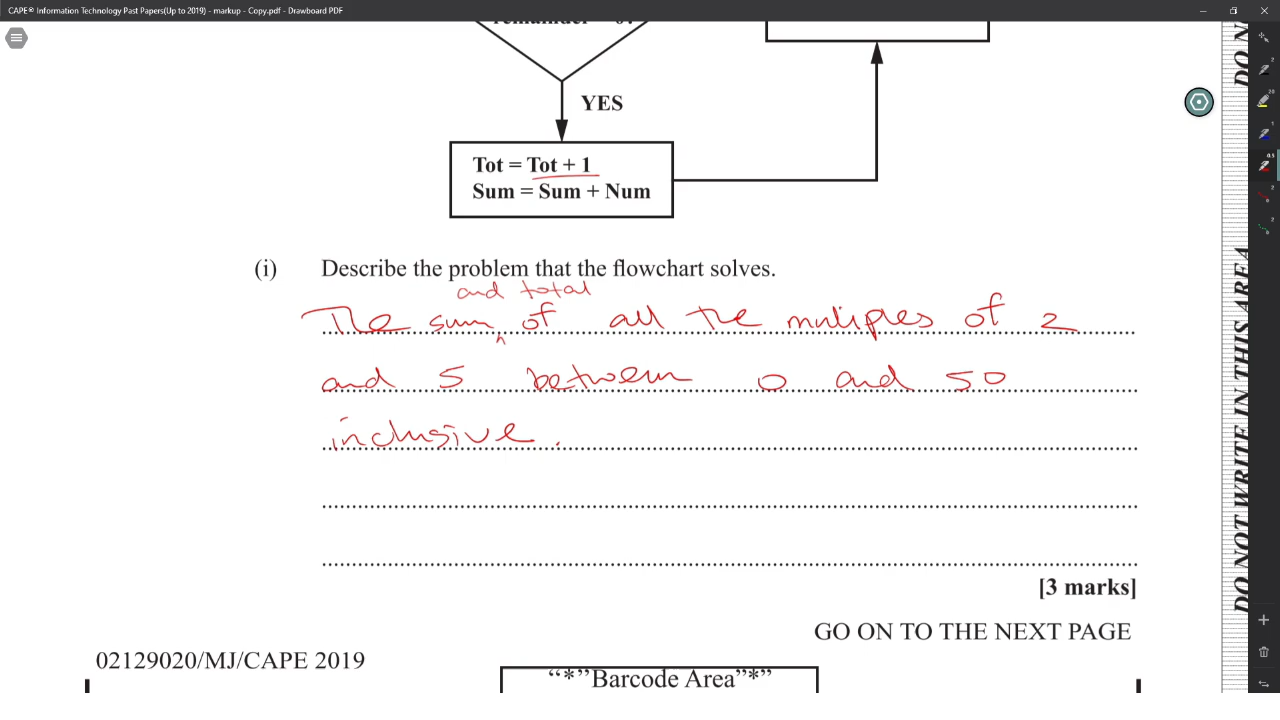 CAPE® Information Technology Past Papers(Up to 2019) - markup - Copy.pdf - Drawboard PDF
YES
Tot = Tot + 1
Sum = Sum + Num
(i) Describe the problem that the flowchart solves.
and total
The sum of all the muliples of 2
and 5 between 0 and 50
inclusive.
[3 marks]
GO ON TO THE NEXT PAGE
02129020/MJ/CAPE 2019
“*”Barcode Area”*”
DO NO
DO NOT WRITE IN THIS AREA